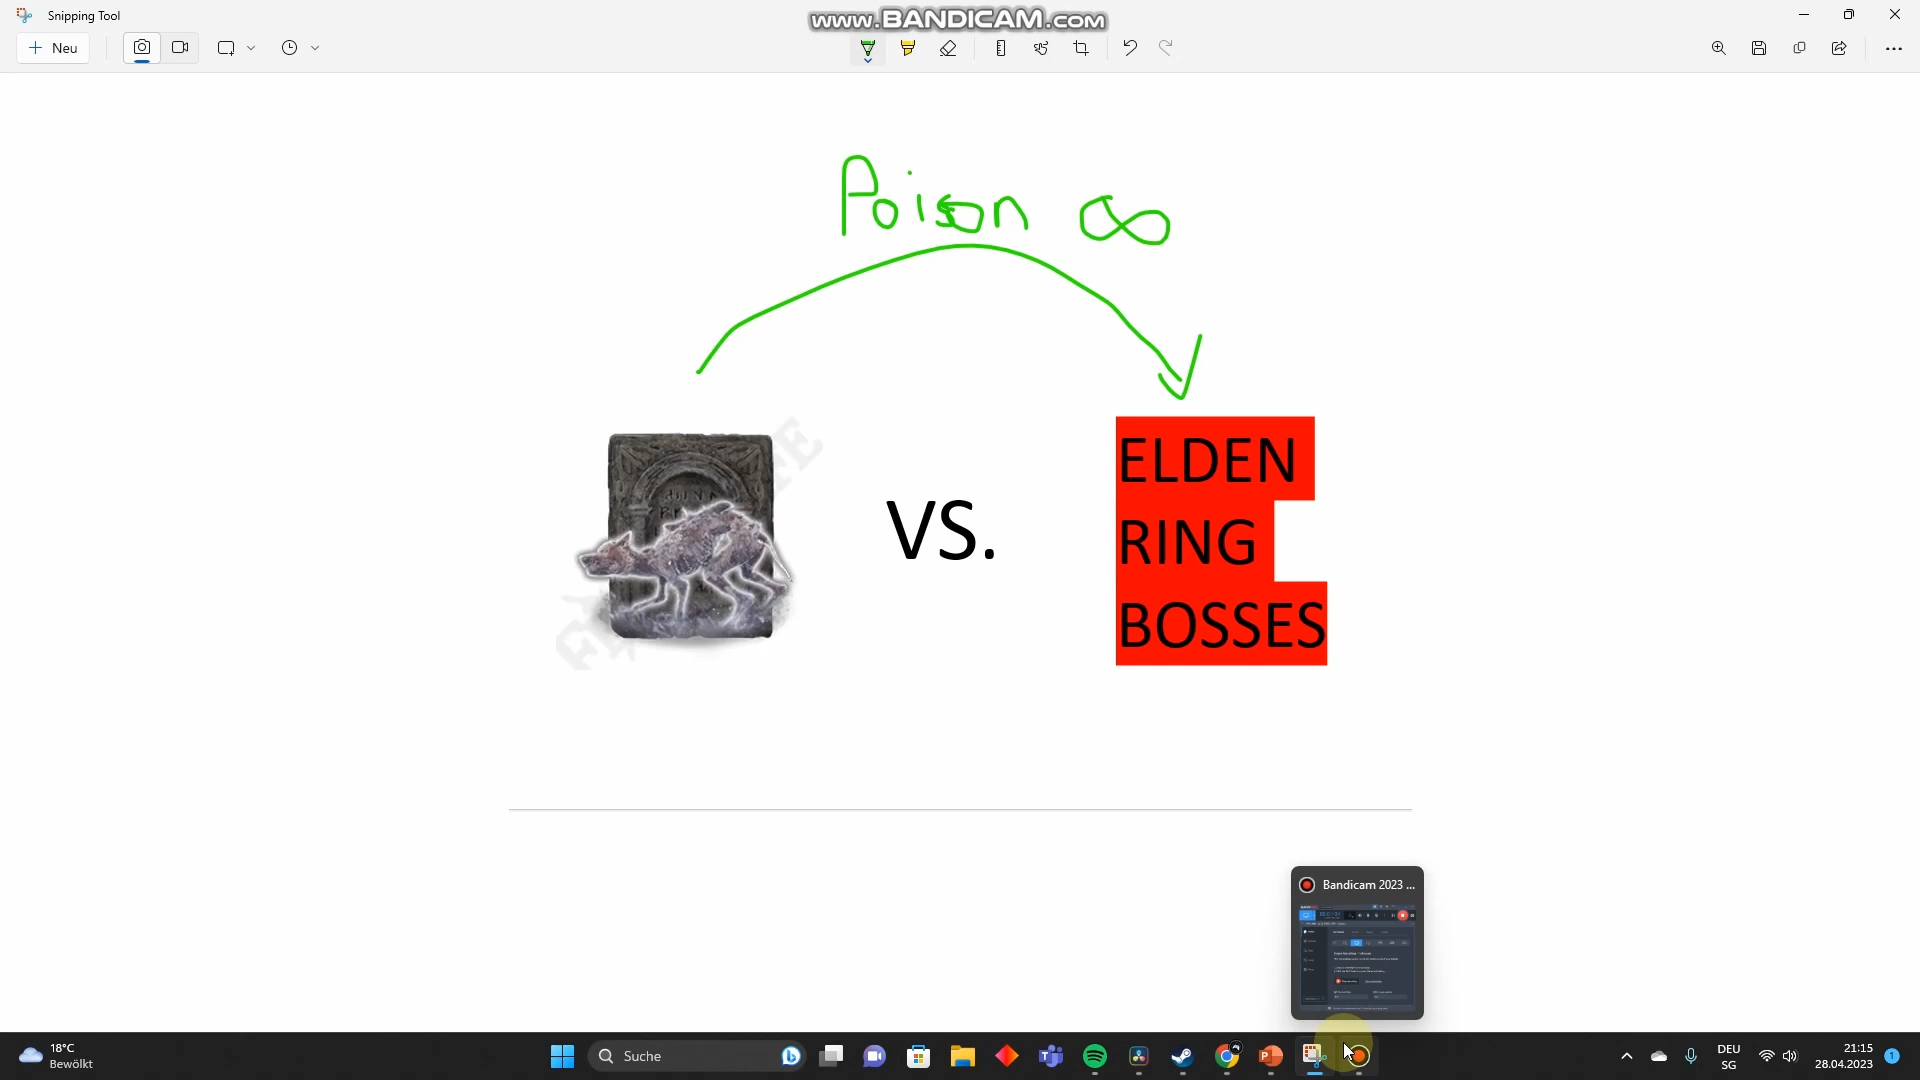 Snipping Tool
www.BANDICAM.com
Neu
Poison ∞
VS.
ELDEN
RING
BOSSES
Bandicam 2023 ...
18°C
Bewölkt
Suche
DEU
SG
21:15
28.04.2023
1